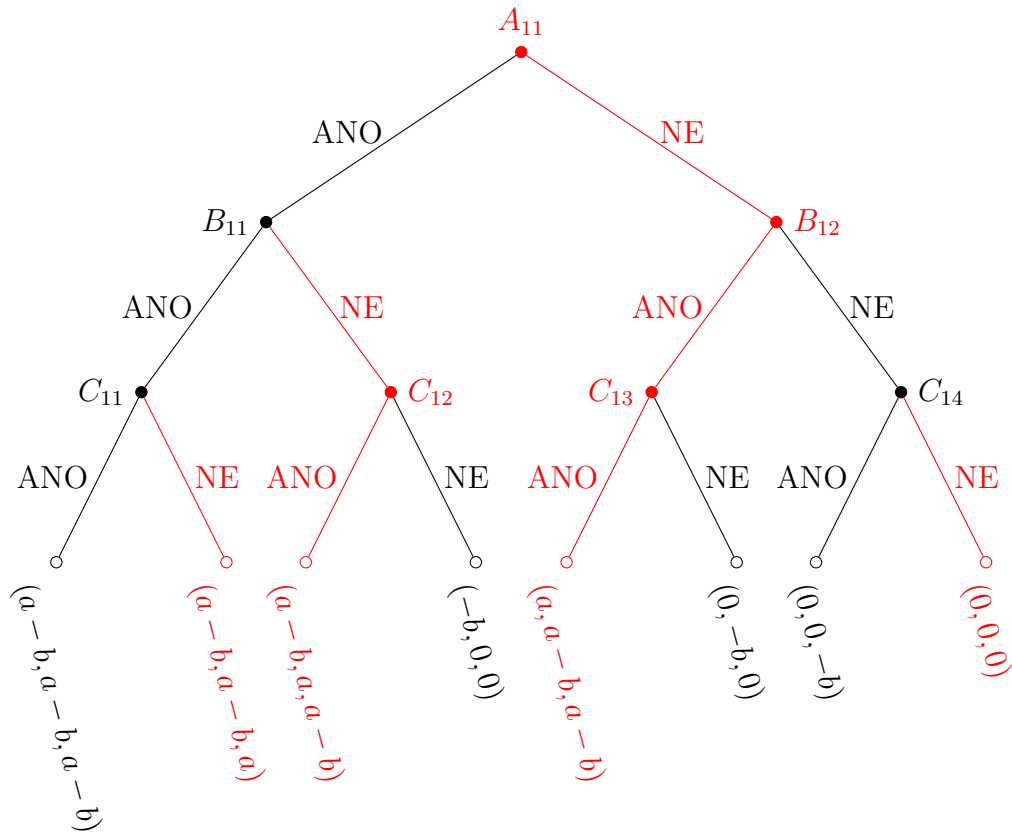 A₁₁
ANO
NE
B₁₁
B₁₂
ANO
NE
ANO
NE
C₁₁
C₁₂
C₁₃
C₁₄
ANO
NE
ANO
NE
ANO
NE
ANO
NE
(a − b, a − b, a − b)
(a − b, a − b, a)
(a − b, a, a − b)
(−b, 0, 0)
(a, a − b, a − b)
(0, −b, 0)
(0, 0, −b)
(0, 0, 0)